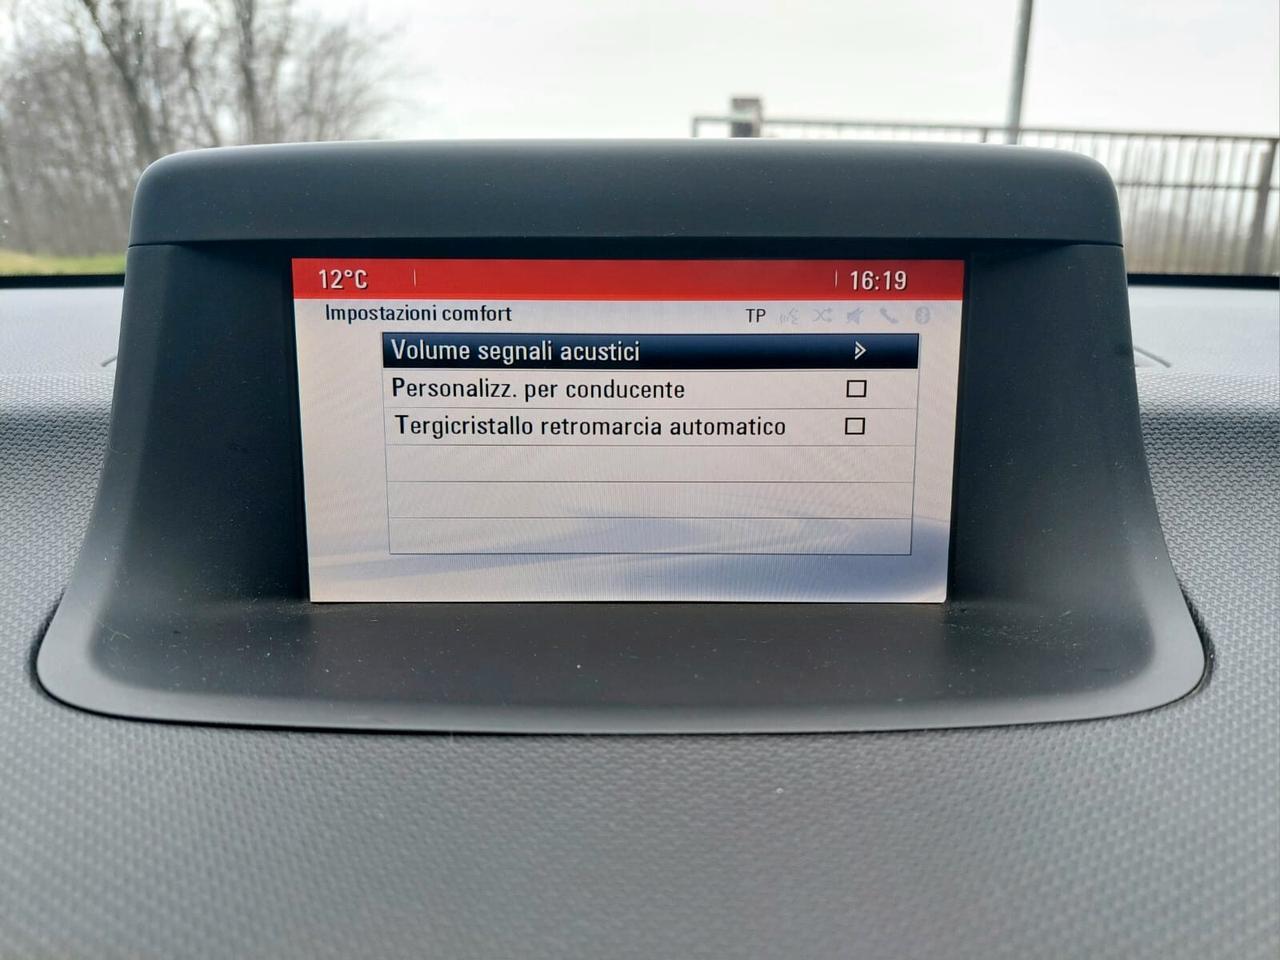 12°C 16:19
Impostazioni comfort TP
Volume segnali acustici
Personalizz. per conducente
Tergicristallo retromarcia automatico